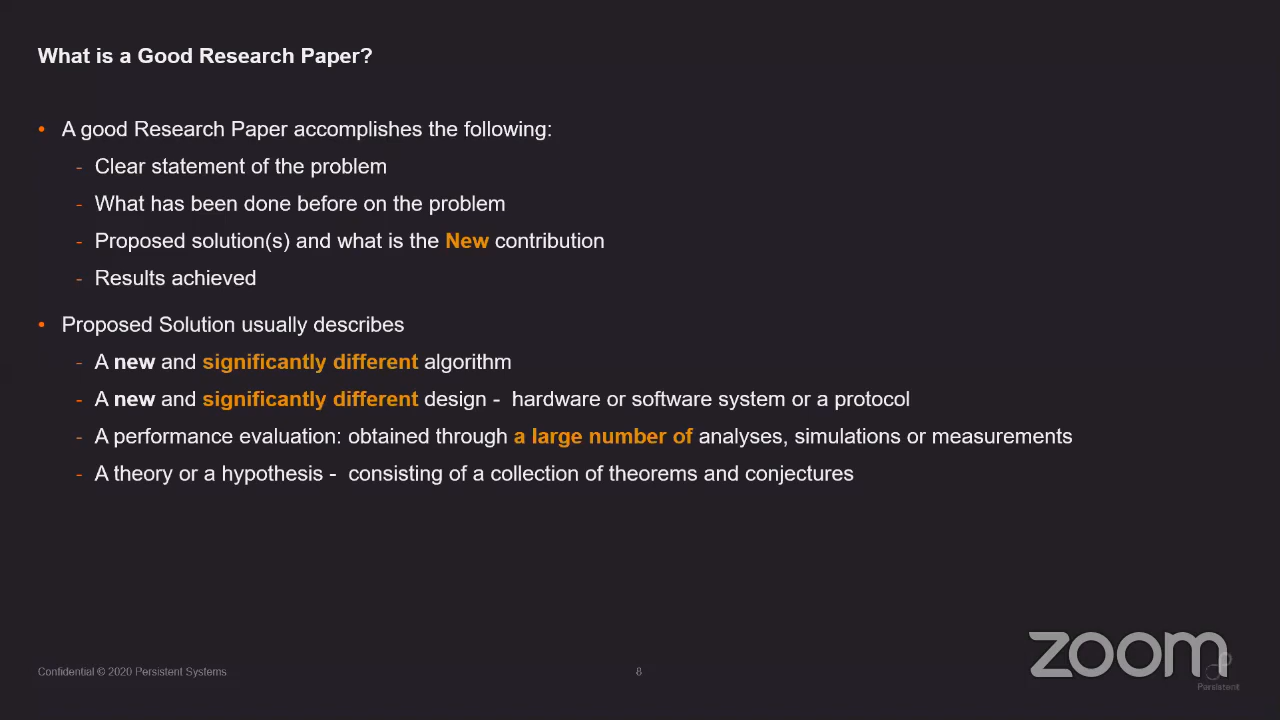 What is a Good Research Paper?
• A good Research Paper accomplishes the following:
- Clear statement of the problem
- What has been done before on the problem
- Proposed solution(s) and what is the New contribution
- Results achieved
• Proposed Solution usually describes
- A new and significantly different algorithm
- A new and significantly different design - hardware or software system or a protocol
- A performance evaluation: obtained through a large number of analyses, simulations or measurements
- A theory or a hypothesis - consisting of a collection of theorems and conjectures
Confidential © 2020 Persistent Systems
8
zoom
Persistent